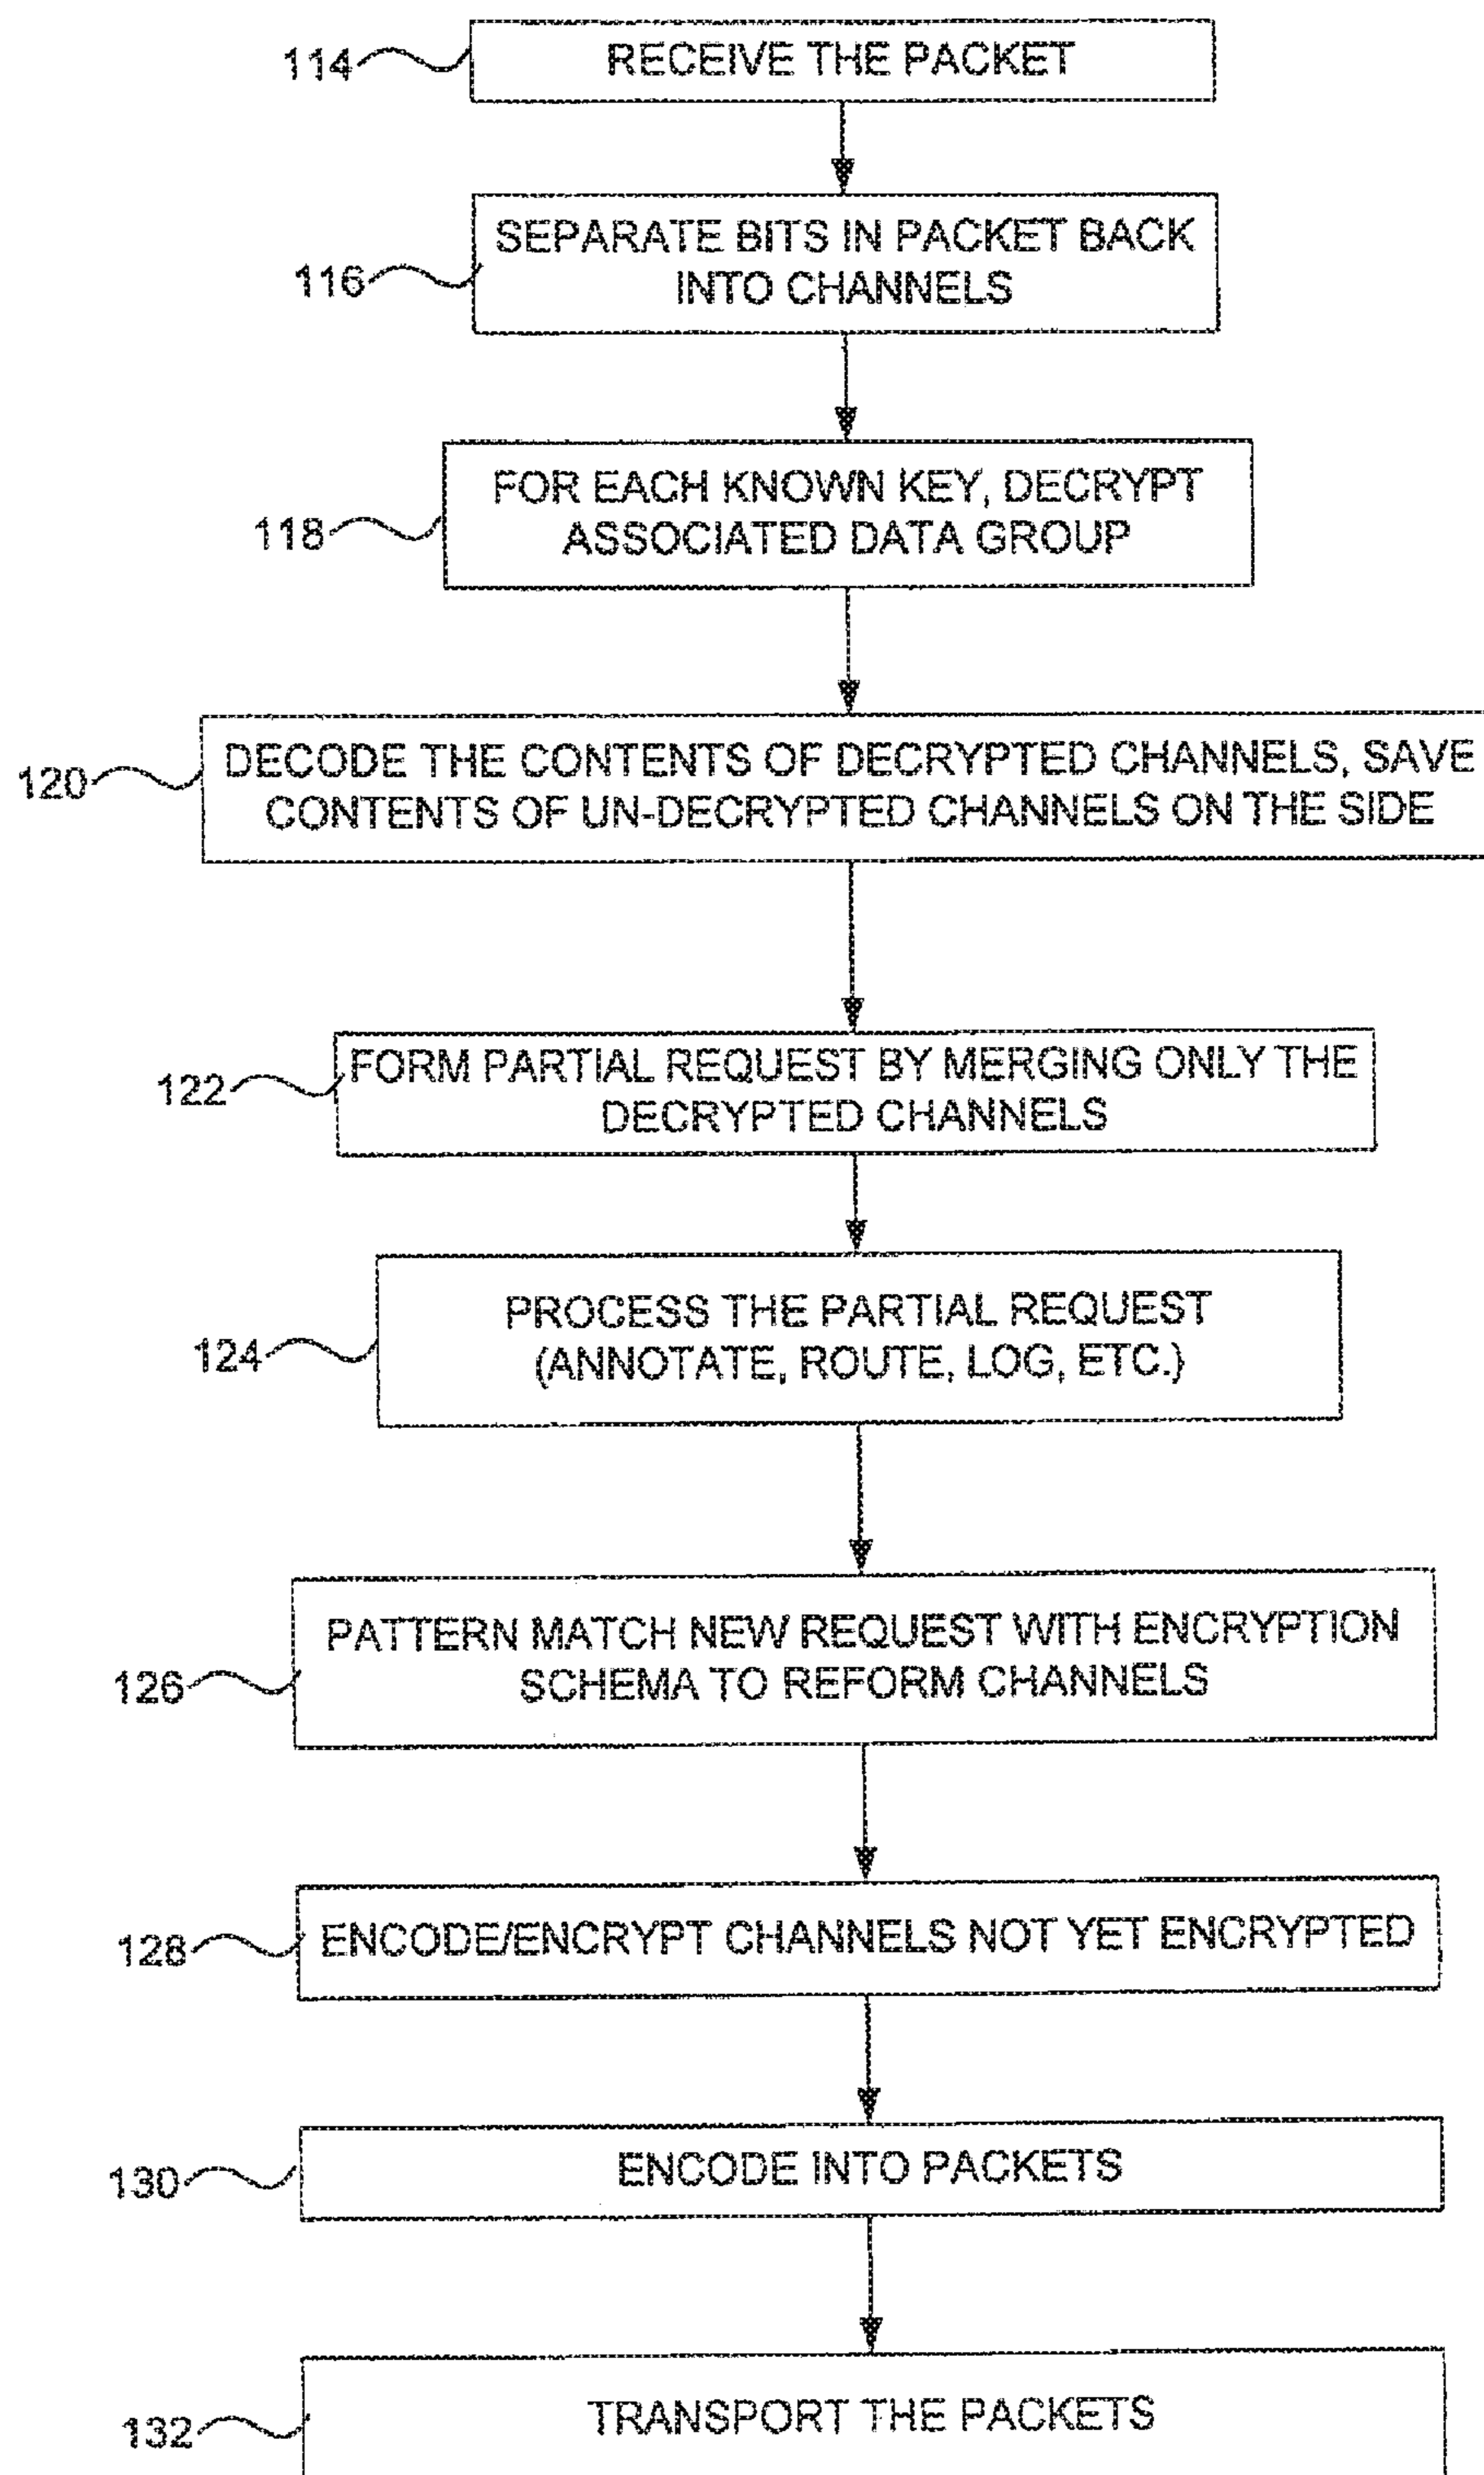 114
RECEIVE THE PACKET
116
SEPARATE BITS IN PACKET BACK
INTO CHANNELS
118
FOR EACH KNOWN KEY, DECRYPT
ASSOCIATED DATA GROUP
120
DECODE THE CONTENTS OF DECRYPTED CHANNELS, SAVE
CONTENTS OF UN-DECRYPTED CHANNELS ON THE SIDE
122
FORM PARTIAL REQUEST BY MERGING ONLY THE
DECRYPTED CHANNELS
124
PROCESS THE PARTIAL REQUEST
(ANNOTATE, ROUTE, LOG, ETC.)
126
PATTERN MATCH NEW REQUEST WITH ENCRYPTION
SCHEMA TO REFORM CHANNELS
128
ENCODE/ENCRYPT CHANNELS NOT YET ENCRYPTED
130
ENCODE INTO PACKETS
132
TRANSPORT THE PACKETS